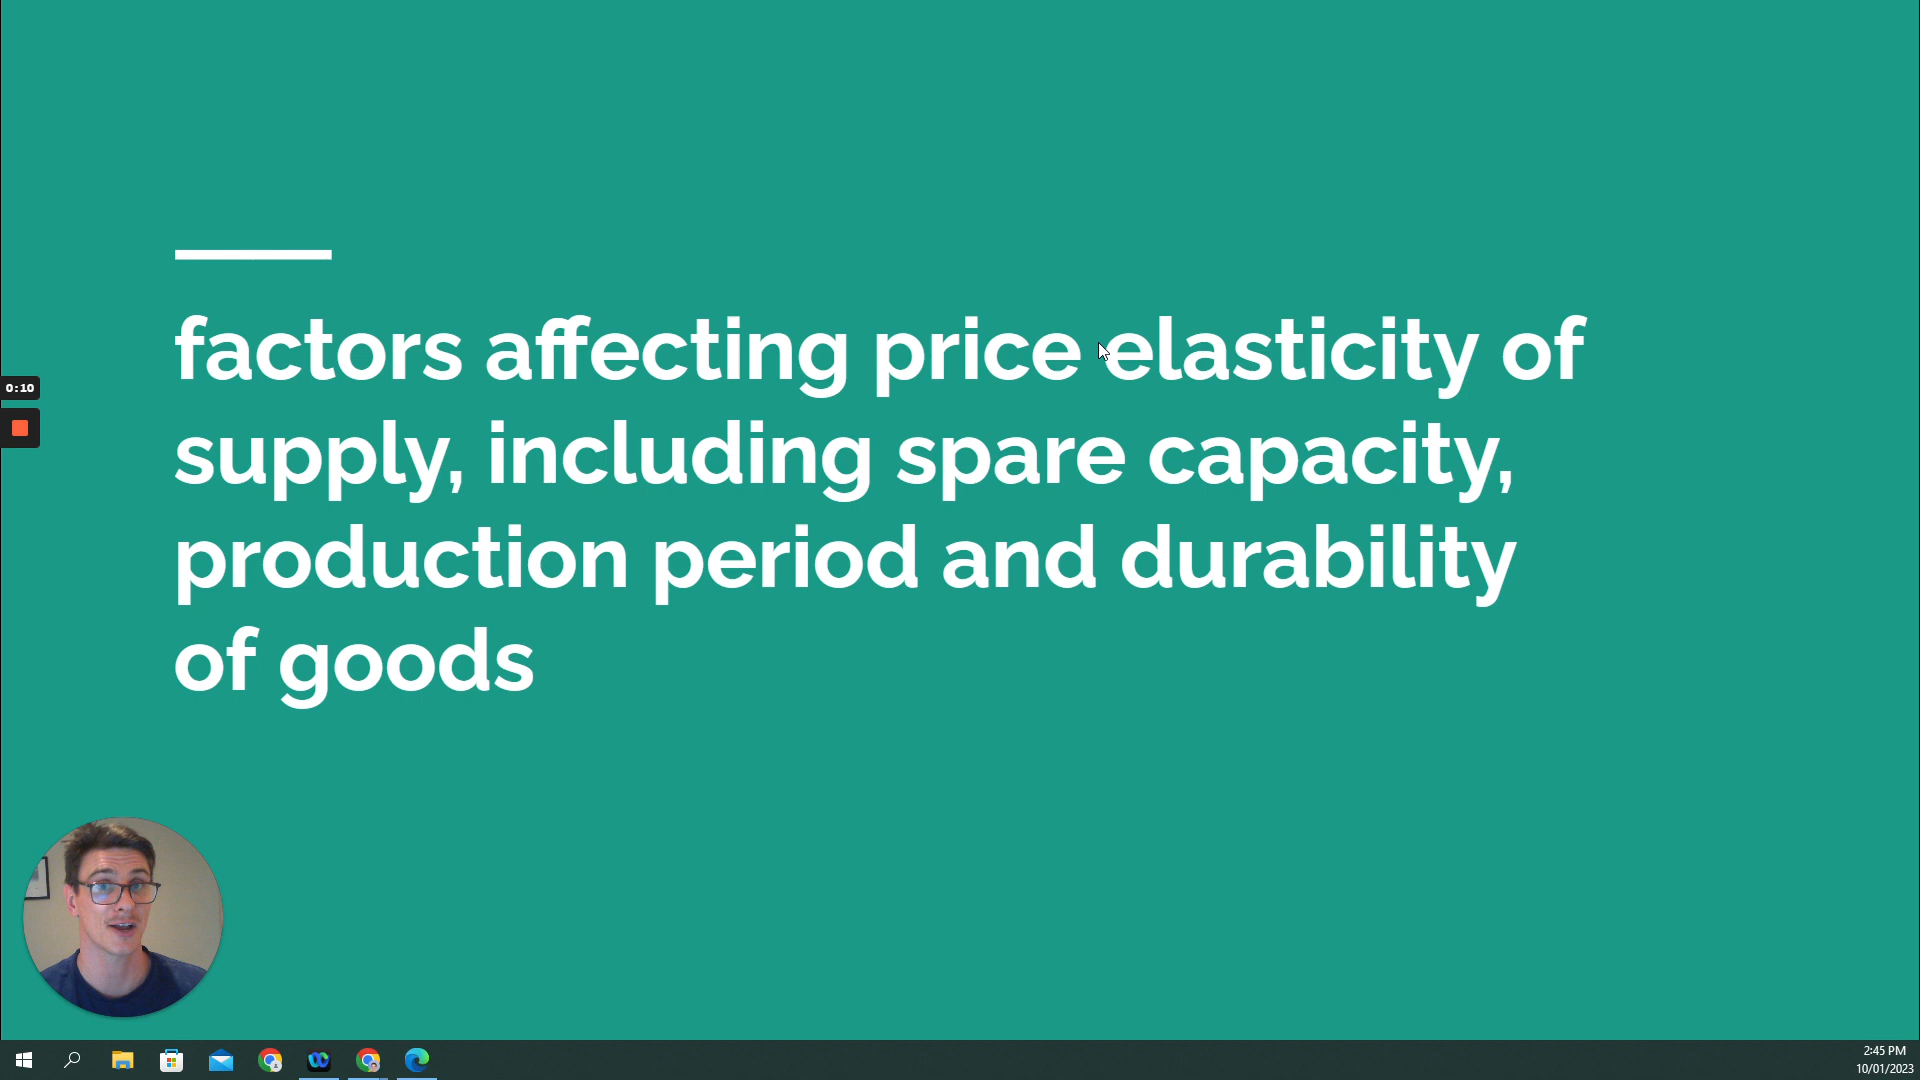 factors affecting price elasticity of
supply, including spare capacity,
production period and durability
of goods
0:10
2:45 PM
10/01/2023